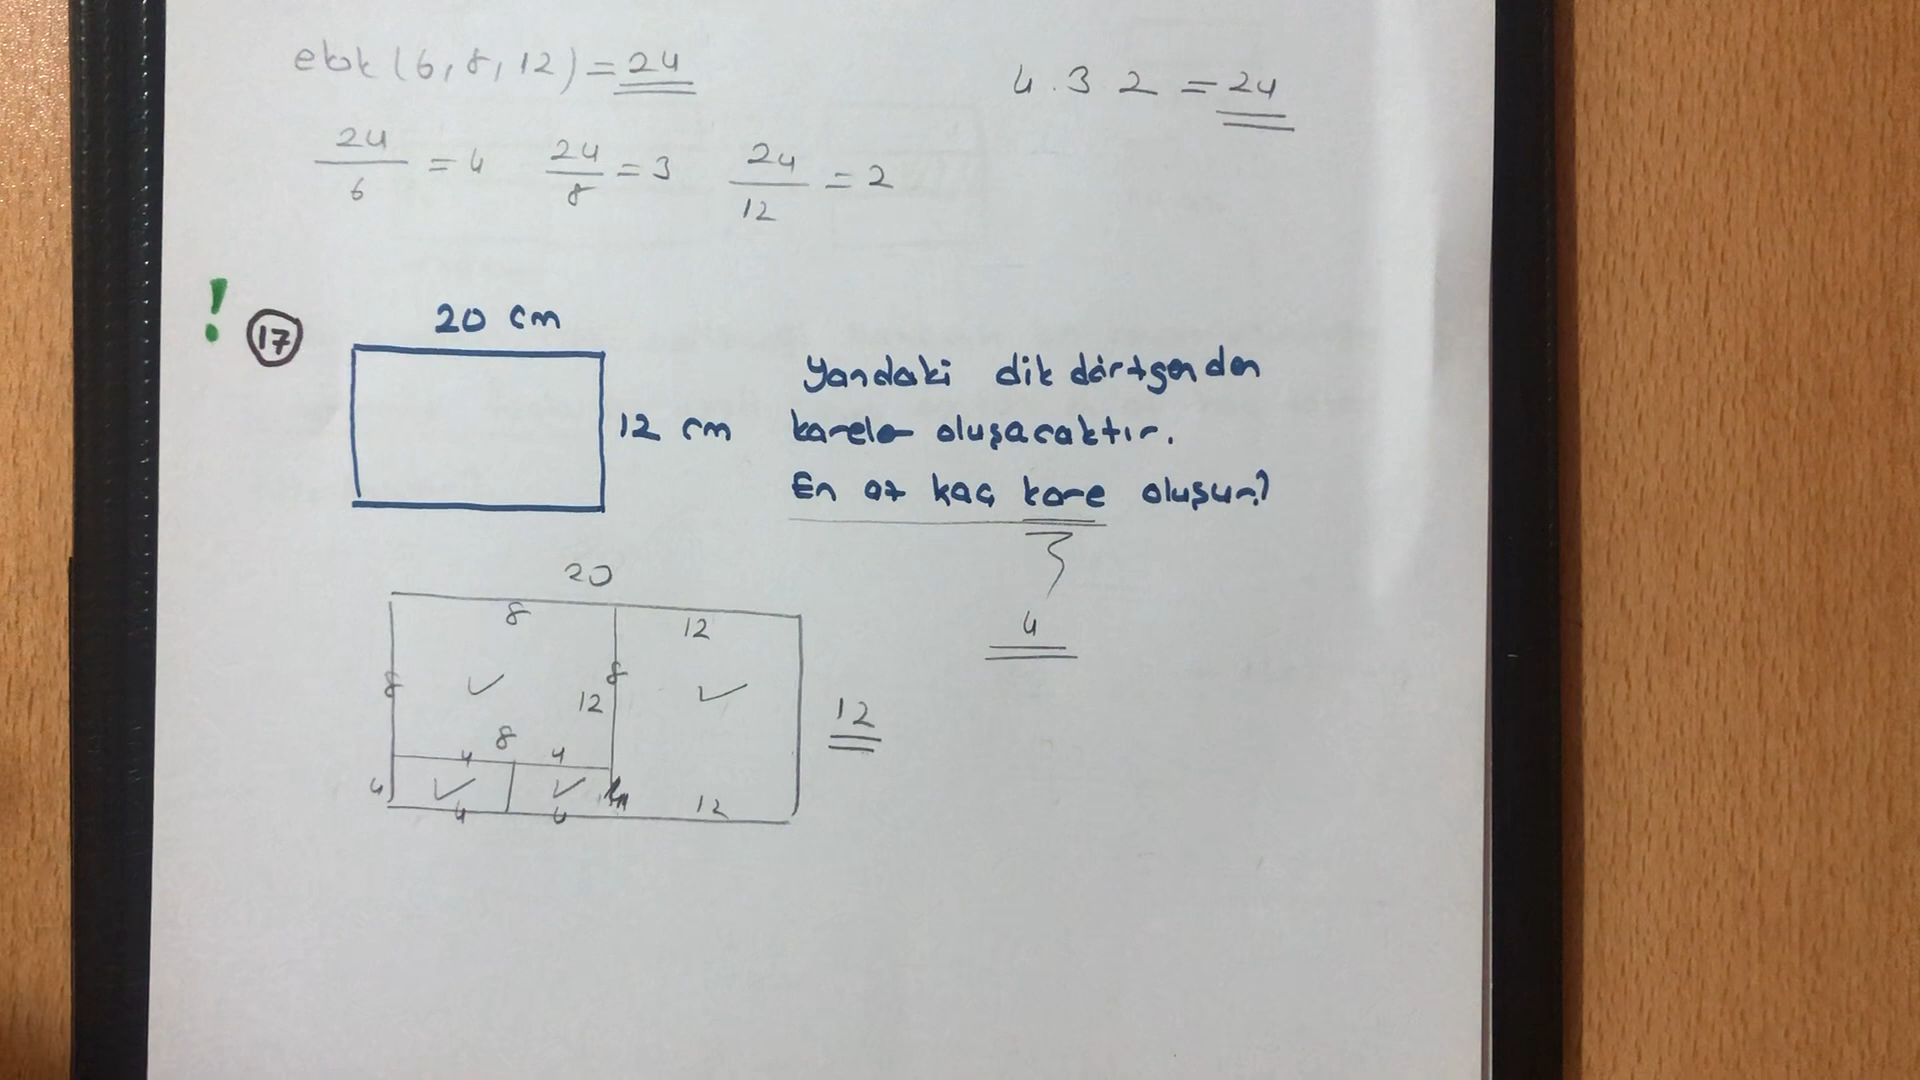 ebok (6, 8, 12) = 24
4 . 3 2 = 24
24/6 = 4 24/8 = 3 24/12 = 2
! 17
20 cm
12 cm
Yandaki dik dörtgenden
kareler oluşacaktır.
En az kaç kare oluşur?
20
8 12
8 8
12
12
8
4 4
4
4 4 12
4